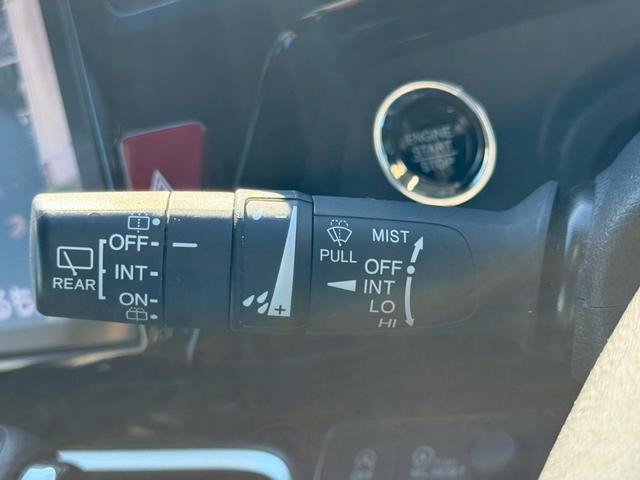 ENGINE
START
STOP
OFF
INT
ON
REAR
PULL
MIST
OFF
INT
LO
HI